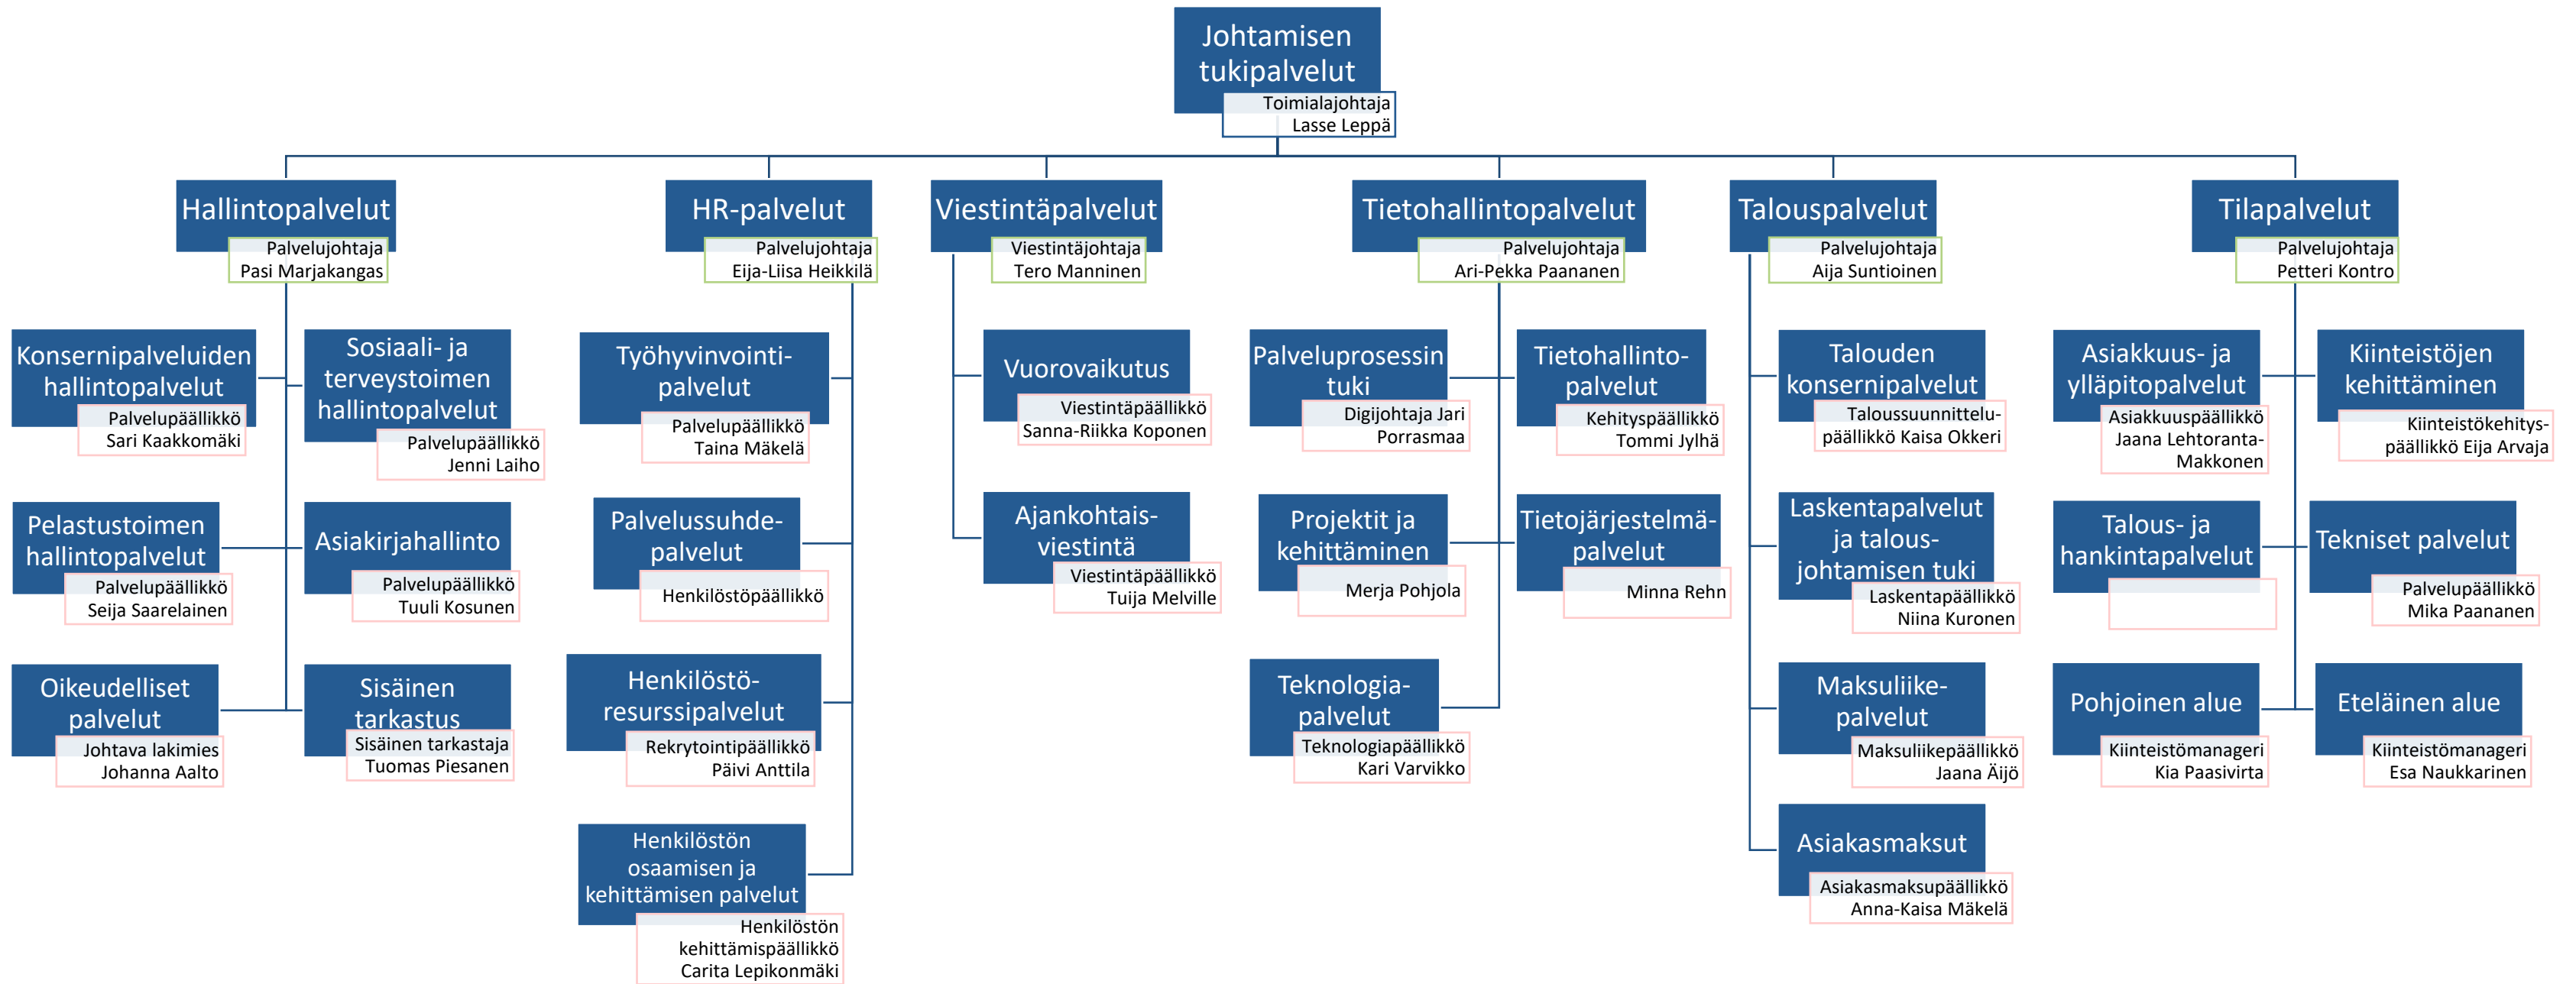 Johtamisen
tukipalvelut
Toimialajohtaja
Lasse Leppä
Hallintopalvelut
Palvelujohtaja
Pasi Marjakangas
HR-palvelut
Palvelujohtaja
Eija-Liisa Heikkilä
Viestintäpalvelut
Viestintäjohtaja
Tero Manninen
Tietohallintopalvelut
Palvelujohtaja
Ari-Pekka Paananen
Talouspalvelut
Palvelujohtaja
Aija Suntioinen
Tilapalvelut
Palvelujohtaja
Petteri Kontro
Konsernipalveluiden
hallintopalvelut
Palvelupäällikkö
Sari Kaakkomäki
Sosiaali- ja
terveystoimen
hallintopalvelut
Palvelupäällikkö
Jenni Laiho
Pelastustoimen
hallintopalvelut
Palvelupäällikkö
Seija Saarelainen
Asiakirjahallinto
Palvelupäällikkö
Tuuli Kosunen
Oikeudelliset
palvelut
Johtava lakimies
Johanna Aalto
Sisäinen
tarkastus
Sisäinen tarkastaja
Tuomas Piesanen
Työhyvinvointi-
palvelut
Palvelupäällikkö
Taina Mäkelä
Palvelussuhde-
palvelut
Henkilöstöpäällikkö
Henkilöstö-
resurssipalvelut
Rekrytointipäällikkö
Päivi Anttila
Henkilöstön
osaamisen ja
kehittämisen palvelut
Henkilöstön
kehittämispäällikkö
Carita Lepikonmäki
Vuorovaikutus
Viestintäpäällikkö
Sanna-Riikka Koponen
Ajankohtais-
viestintä
Viestintäpäällikkö
Tuija Melville
Palveluprosessin
tuki
Digijohtaja Jari
Porrasmaa
Tietohallinto-
palvelut
Kehityspäällikkö
Tommi Jylhä
Projektit ja
kehittäminen
Merja Pohjola
Tietojärjestelmä-
palvelut
Minna Rehn
Teknologia-
palvelut
Teknologiapäällikkö
Kari Varvikko
Talouden
konsernipalvelut
Taloussuunnittelu-
päällikkö Kaisa Okkeri
Laskentapalvelut
ja talous-
johtamisen tuki
Laskentapäällikkö
Niina Kuronen
Maksuliike-
palvelut
Maksuliikepäällikkö
Jaana Äijö
Asiakasmaksut
Asiakasmaksupäällikkö
Anna-Kaisa Mäkelä
Asiakkuus- ja
ylläpitopalvelut
Asiakkuuspäällikkö
Jaana Lehtoranta-
Makkonen
Kiinteistöjen
kehittäminen
Kiinteistökehitys-
päällikkö Eija Arvaja
Talous- ja
hankintapalvelut
Tekniset palvelut
Palvelupäällikkö
Mika Paananen
Pohjoinen alue
Kiinteistömanageri
Kia Paasivirta
Eteläinen alue
Kiinteistömanageri
Esa Naukkarinen